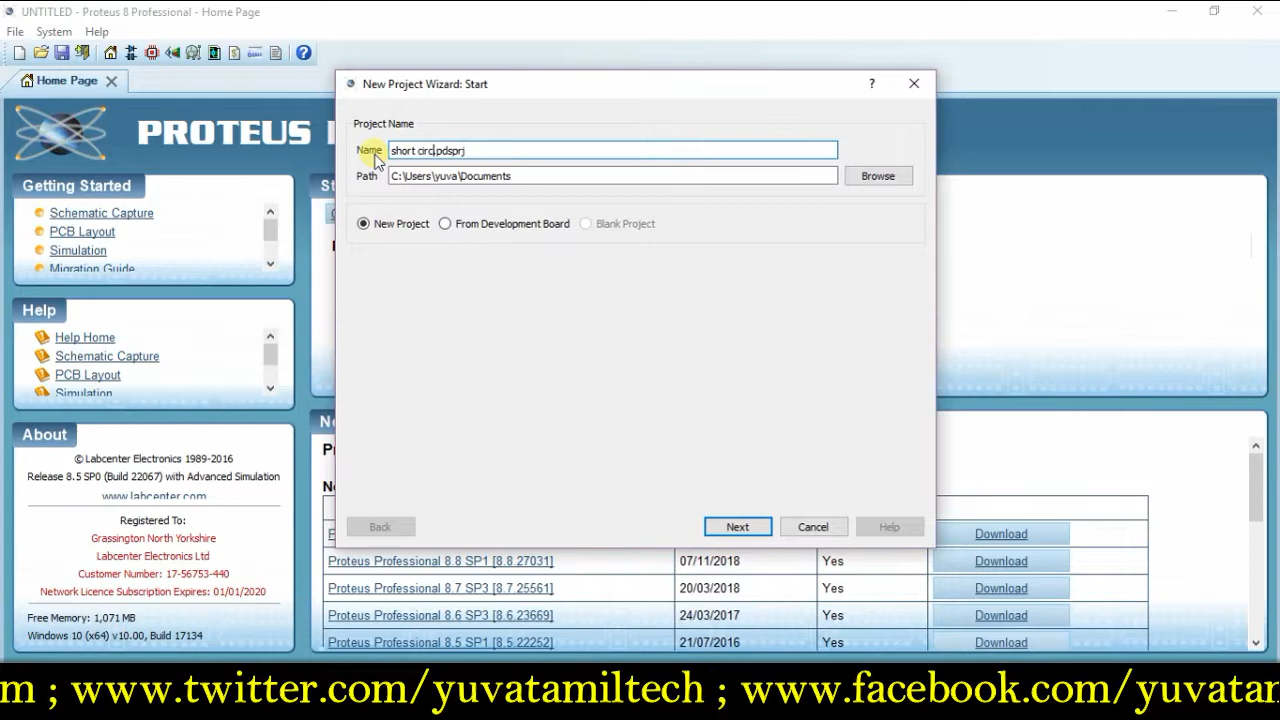 UNTITLED - Proteus 8 Professional - Home Page
File System Help
Home Page
PROTEUS
New Project Wizard: Start
?
Project Name
Name short circ.pdsprj
Path C:\Users\yuva\Documents Browse
New Project From Development Board Blank Project
Back Next Cancel Help
Getting Started
Schematic Capture
PCB Layout
Simulation
Migration Guide
Help
Help Home
Schematic Capture
PCB Layout
Simulation
About
© Labcenter Electronics 1989-2016
Release 8.5 SP0 (Build 22067) with Advanced Simulation
www.labcenter.com
Registered To:
Grassington North Yorkshire
Labcenter Electronics Ltd
Customer Number: 17-56753-440
Network Licence Subscription Expires: 01/01/2020
Free Memory: 1,071 MB
Windows 10 (x64) v10.00, Build 17134
Download
Proteus Professional 8.8 SP1 [8.8.27031] 07/11/2018 Yes Download
Proteus Professional 8.7 SP3 [8.7.25561] 20/03/2018 Yes Download
Proteus Professional 8.6 SP3 [8.6.23669] 24/03/2017 Yes Download
Proteus Professional 8.5 SP1 [8.5.22252] 21/07/2016 Yes Download
m ; www.twitter.com/yuvatamiltech ; www.facebook.com/yuvatan